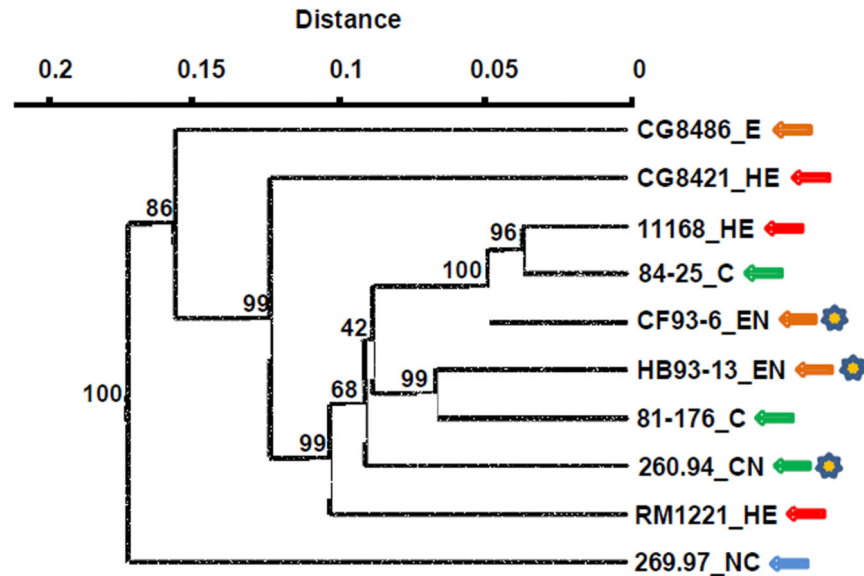 Distance
0.2 0.15 0.1 0.05 0
CG8486_E
86
CG8421_HE
96 11168_HE
100 84-25_C
99
42 CF93-6_EN
99 HB93-13_EN
100 68
81-176_C
99 260.94_CN
RM1221_HE
269.97_NC